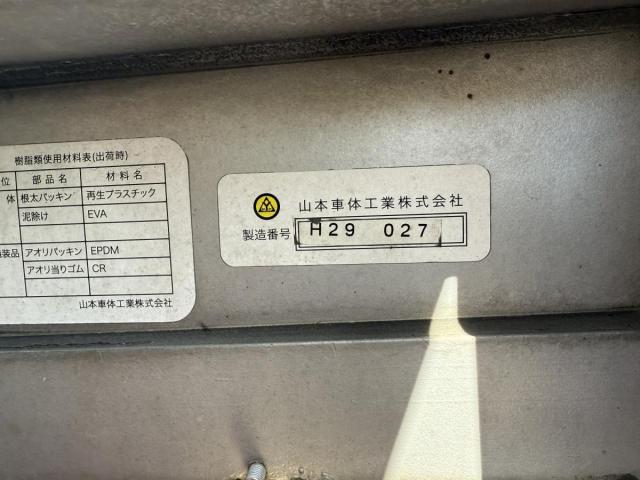 樹脂類使用材料表(出荷時)
位 部品名 材料名
体 根太パッキン 再生プラスチック
泥除け EVA
装品 アオリパッキン EPDM
アオリ当りゴム CR
山本車体工業株式会社
山本車体工業株式会社
製造番号 H29 027